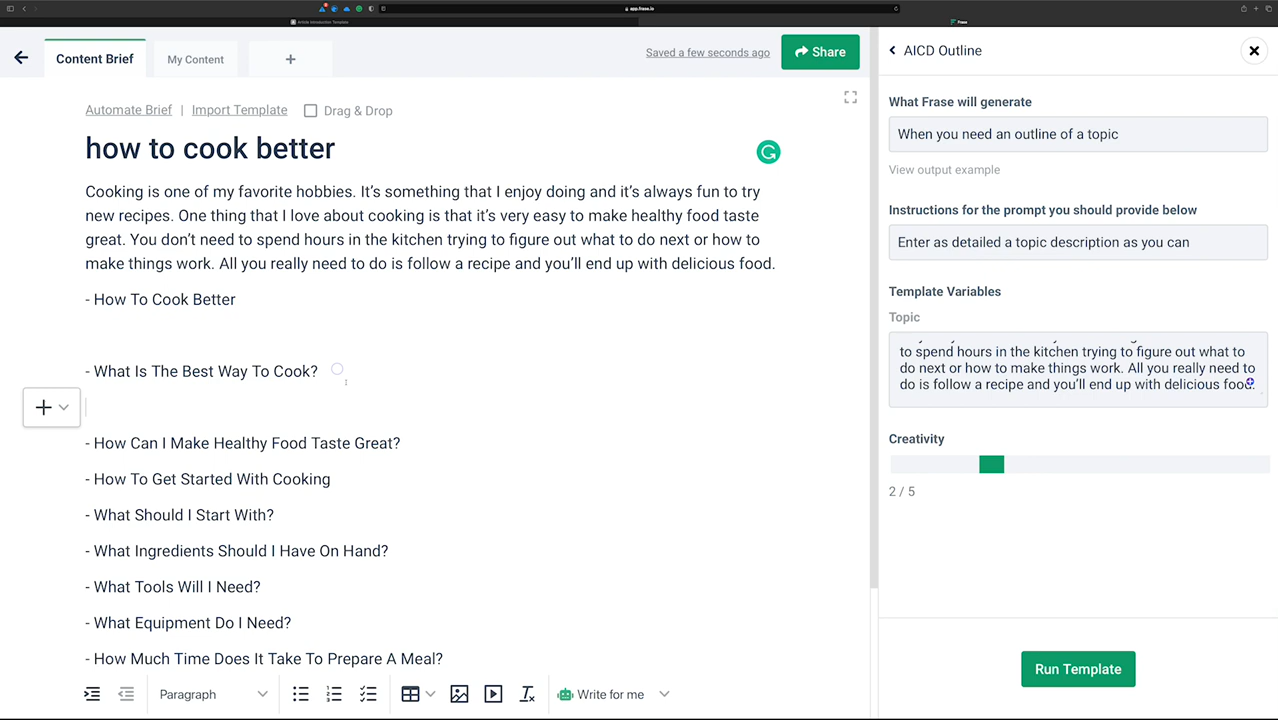 app.frase.io
Article Introduction Template
Frase
Content Brief
My Content
+
Saved a few seconds ago
Share
Automate Brief | Import Template
Drag & Drop
how to cook better
Cooking is one of my favorite hobbies. It’s something that I enjoy doing and it’s always fun to try
new recipes. One thing that I love about cooking is that it’s very easy to make healthy food taste
great. You don’t need to spend hours in the kitchen trying to figure out what to do next or how to
make things work. All you really need to do is follow a recipe and you’ll end up with delicious food.
- How To Cook Better
- What Is The Best Way To Cook?
- How Can I Make Healthy Food Taste Great?
- How To Get Started With Cooking
- What Should I Start With?
- What Ingredients Should I Have On Hand?
- What Tools Will I Need?
- What Equipment Do I Need?
- How Much Time Does It Take To Prepare A Meal?
Paragraph
Write for me
AICD Outline
What Frase will generate
When you need an outline of a topic
View output example
Instructions for the prompt you should provide below
Enter as detailed a topic description as you can
Template Variables
Topic
to spend hours in the kitchen trying to figure out what to
do next or how to make things work. All you really need to
do is follow a recipe and you’ll end up with delicious food.
Creativity
2 / 5
Run Template